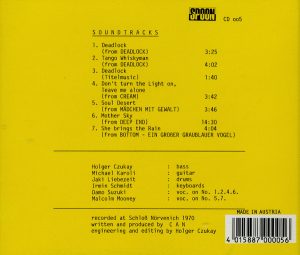 SPOON
CD 005
SOUNDTRACKS
1. Deadlock
(from DEADLOCK) 3:25
2. Tango Whiskyman
(from DEADLOCK) 4:02
3. Deadlock
(Titelmusic) 1:40
4. Don't turn the Light on,
leave me alone
(from CREAM) 3:42
5. Soul Desert
(from MÄDCHEN MIT GEWALT) 3:46
6. Mother Sky
(from DEEP END) 14:30
7. She brings the Rain 4:04
(from BOTTOM - EIN GROßER GRAUBLAUER VOGEL)
Holger Czukay : bass
Michael Karoli : guitar
Jaki Liebezeit : drums
Irmin Schmidt : keyboards
Damo Suzuki : voc. on No. 1.2.4.6.
Malcolm Mooney : voc. on No. 5.7.
recorded at Schloß Nörvenich 1970
written and produced by CAN
engineering and editing by Holger Czukay
MADE IN AUSTRIA
4 015887 000056